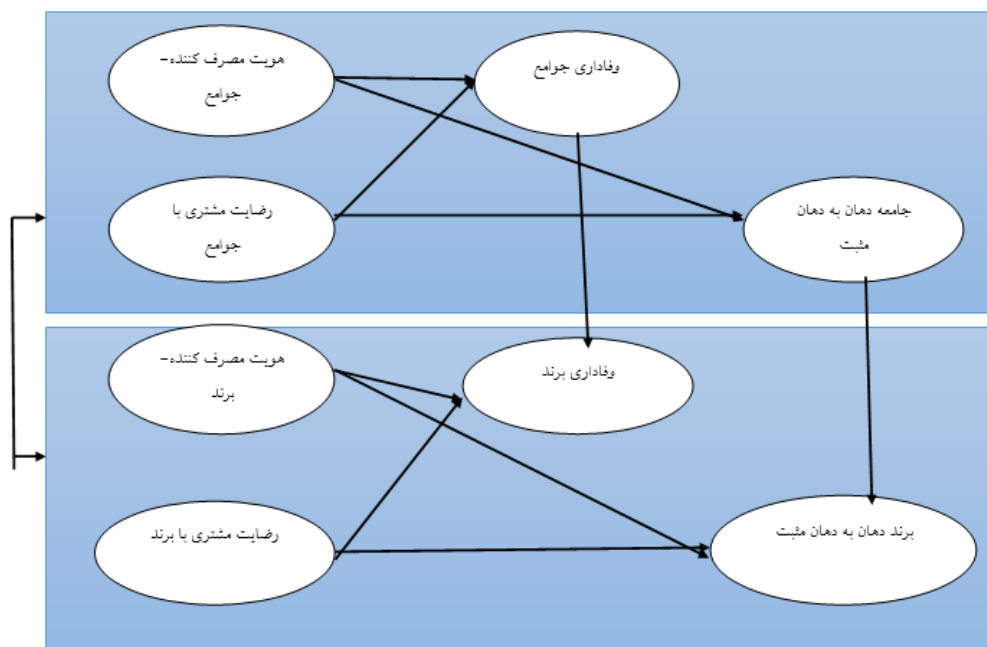 هویت مصرف کننده-
جوامع
وفاداری جوامع
رضایت مشتری با
جوامع
جامعه دهان به دهان
مثبت
هویت مصرف کننده-
برند
وفاداری برند
رضایت مشتری با برند
برند دهان به دهان مثبت